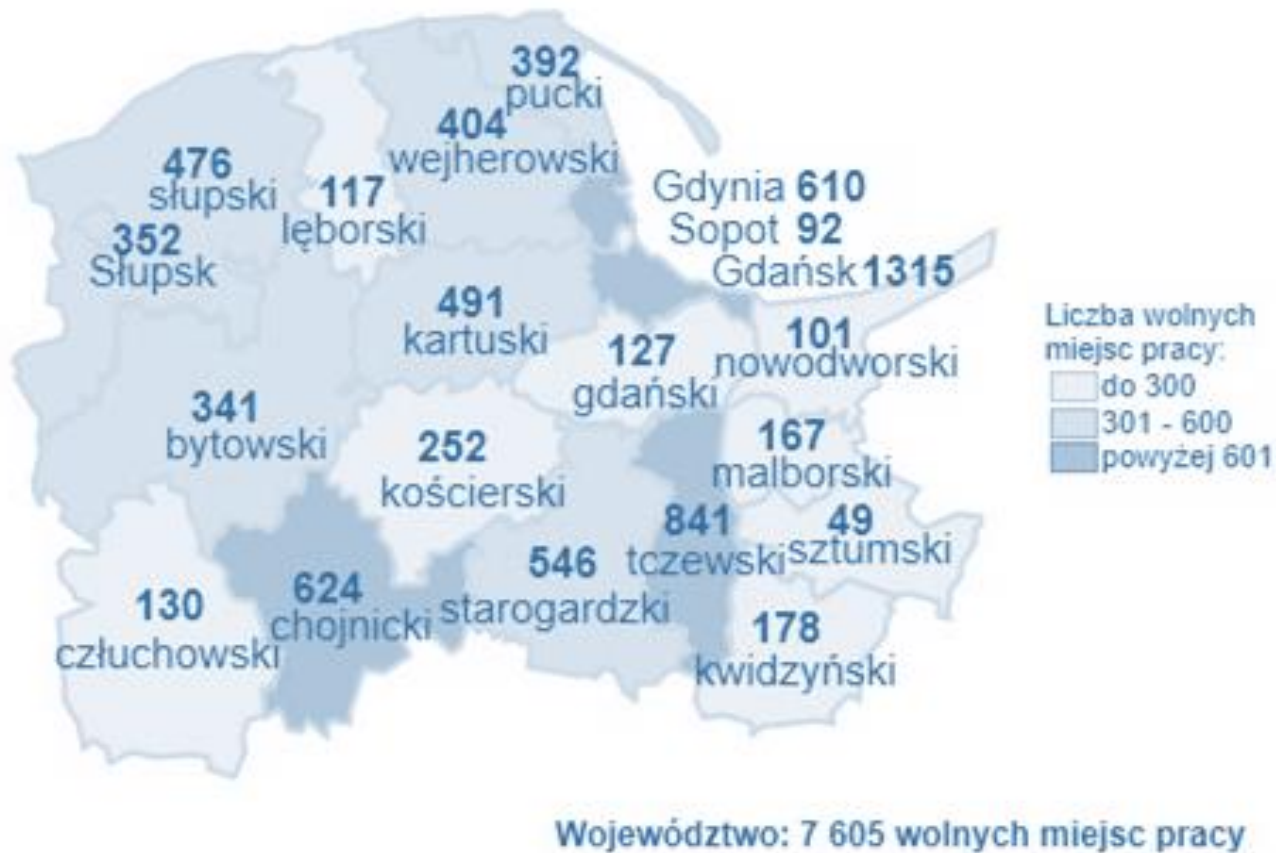 392
pucki
404
wejherowski
476
słupski
117
lęborski
Gdynia 610
Sopot 92
Gdańsk 1315
352
Słupsk
491
kartuski
127
gdański
101
nowodworski
341
bytowski
252
kościerski
167
malborski
841
tczewski
49
sztumski
546
starogardzki
624
chojnicki
130
człuchowski
178
kwidzyński
Liczba wolnych
miejsc pracy:
do 300
301 - 600
powyżej 601
Województwo: 7 605 wolnych miejsc pracy